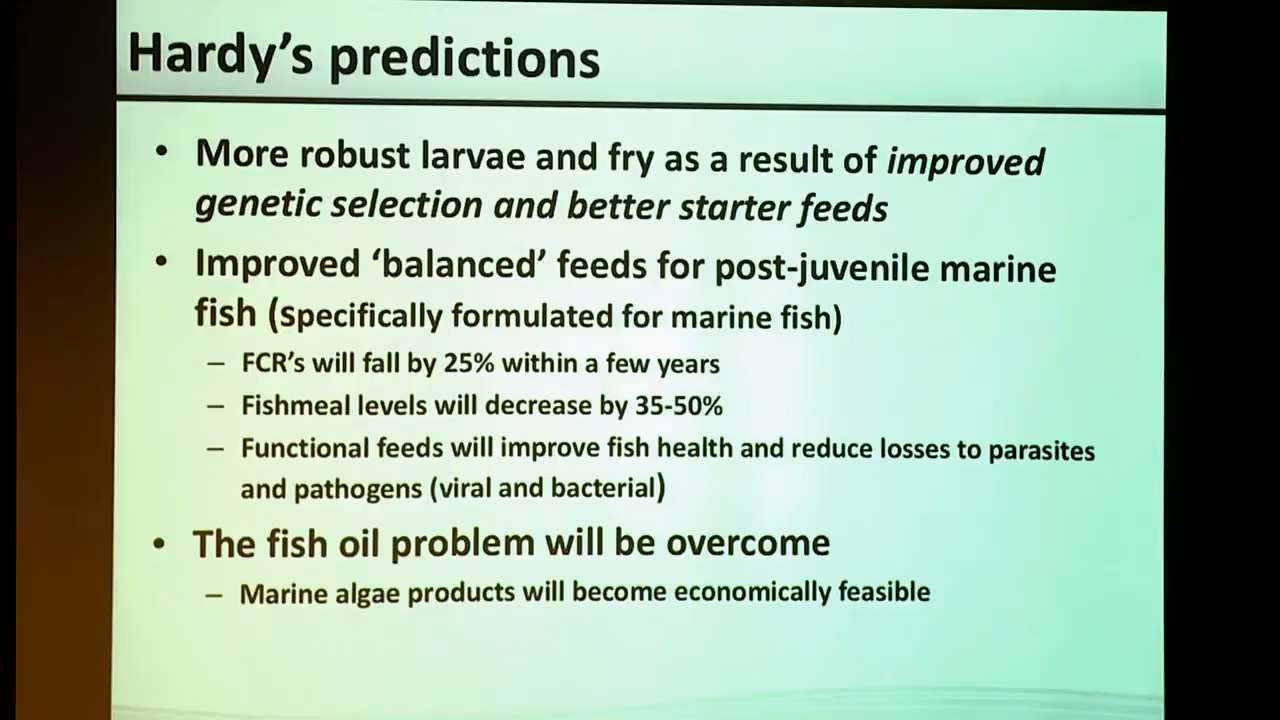 Hardy’s predictions
• More robust larvae and fry as a result of improved
genetic selection and better starter feeds
• Improved ‘balanced’ feeds for post-juvenile marine
fish (specifically formulated for marine fish)
– FCR’s will fall by 25% within a few years
– Fishmeal levels will decrease by 35-50%
– Functional feeds will improve fish health and reduce losses to parasites
and pathogens (viral and bacterial)
• The fish oil problem will be overcome
– Marine algae products will become economically feasible